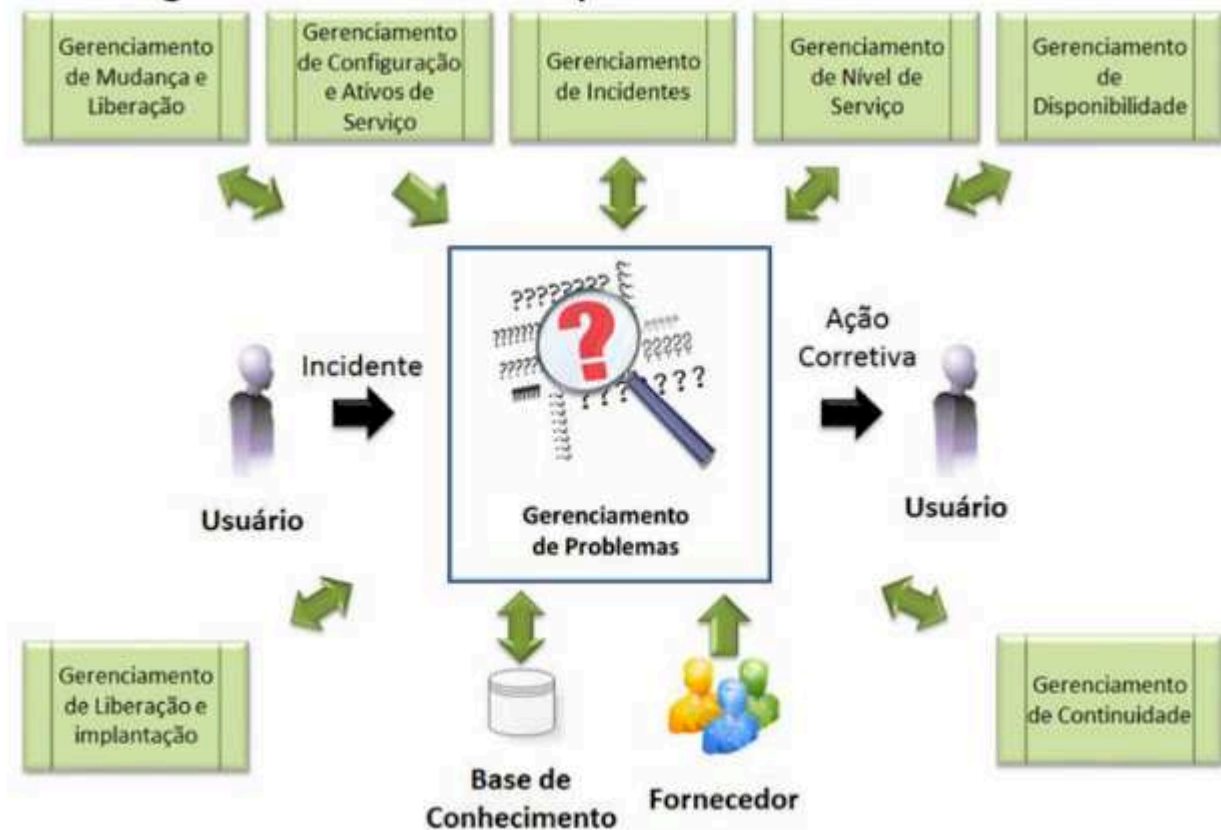 Gerenciamento
de Mudança e
Liberação
Gerenciamento
de Configuração
e Ativos de
Serviço
Gerenciamento
de Incidentes
Gerenciamento
de Nível de
Serviço
Gerenciamento
de
Disponibilidade
Incidente
Ação
Corretiva
Usuário
Gerenciamento
de Problemas
Usuário
Gerenciamento
de Liberação e
implantação
Base de
Conhecimento
Fornecedor
Gerenciamento
de Continuidade